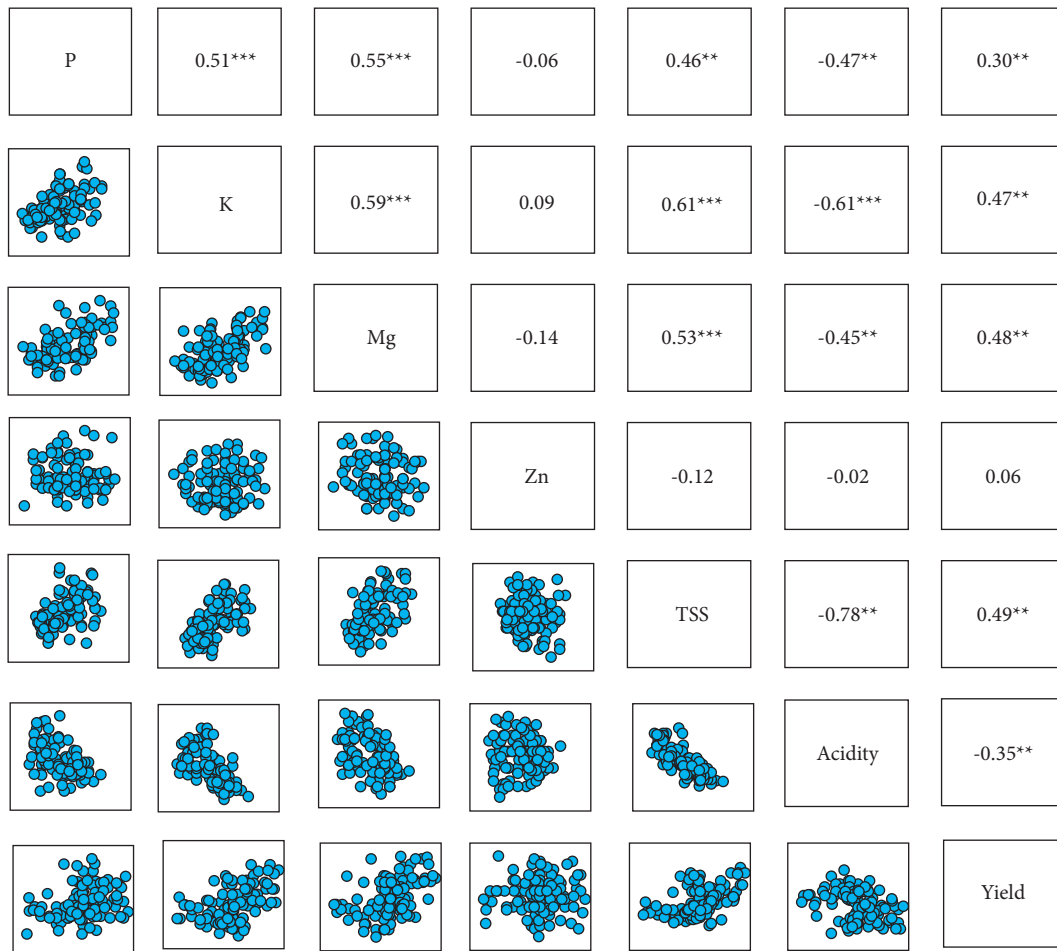 P 0.51*** 0.55*** -0.06 0.46** -0.47** 0.30**
K 0.59*** 0.09 0.61*** -0.61*** 0.47**
Mg -0.14 0.53*** -0.45** 0.48**
Zn -0.12 -0.02 0.06
TSS -0.78** 0.49**
Acidity -0.35**
Yield